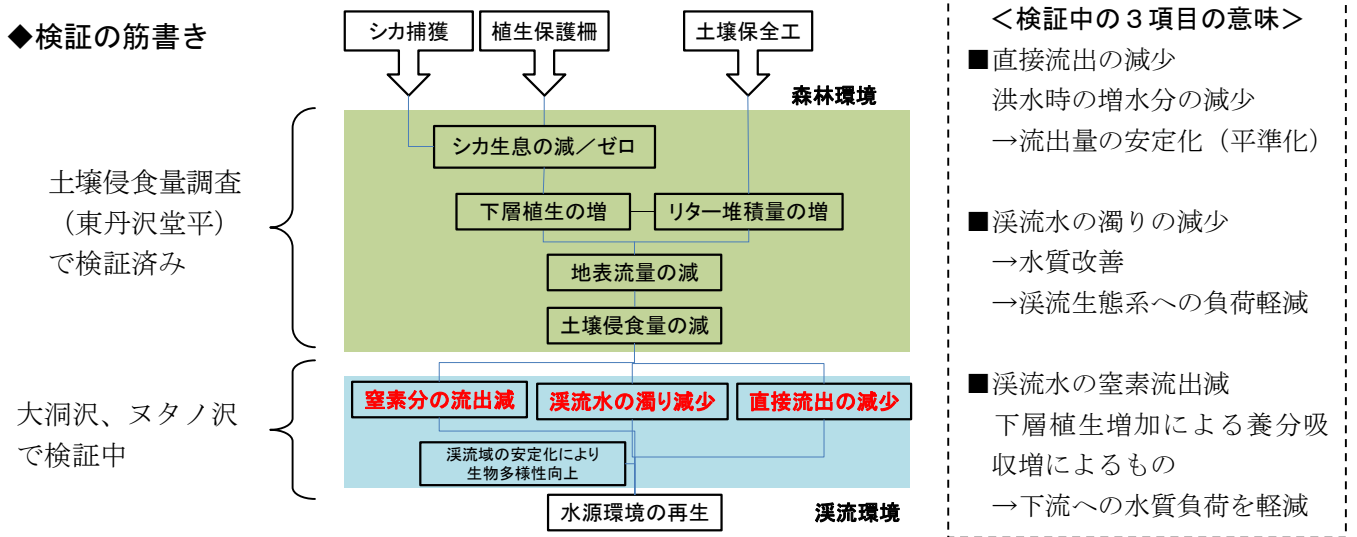 ◆検証の筋書き
シカ捕獲
植生保護柵
土壌保全工
森林環境
シカ生息の減／ゼロ
下層植生の増
リター堆積量の増
地表流量の減
土壌侵食量の減
土壌侵食量調査
（東丹沢堂平）
で検証済み
窒素分の流出減
渓流水の濁り減少
直接流出の減少
大洞沢、ヌタノ沢
で検証中
渓流域の安定化により
生物多様性向上
水源環境の再生
渓流環境
＜検証中の３項目の意味＞
■直接流出の減少
洪水時の増水分の減少
→流出量の安定化（平準化）
■渓流水の濁りの減少
→水質改善
→渓流生態系への負荷軽減
■渓流水の窒素流出減
下層植生増加による養分吸
収増によるもの
→下流への水質負荷を軽減